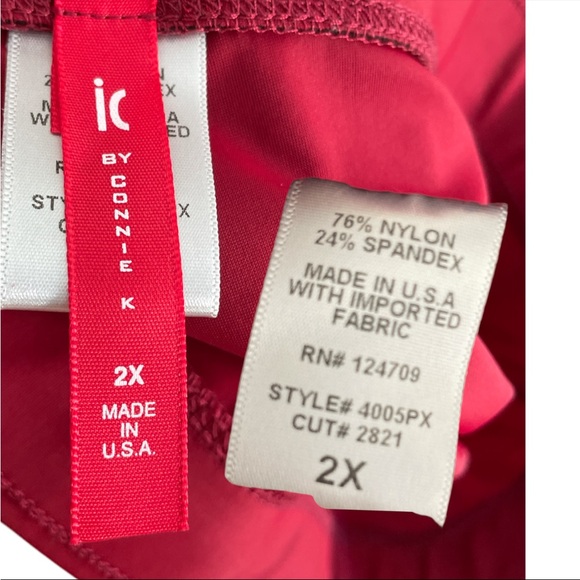 ic
BY
CONNIE
K
2X
MADE
IN
U.S.A.
76% NYLON
24% SPANDEX
MADE IN U.S.A
WITH IMPORTED
FABRIC
RN# 124709
STYLE# 4005PX
CUT# 2821
2X